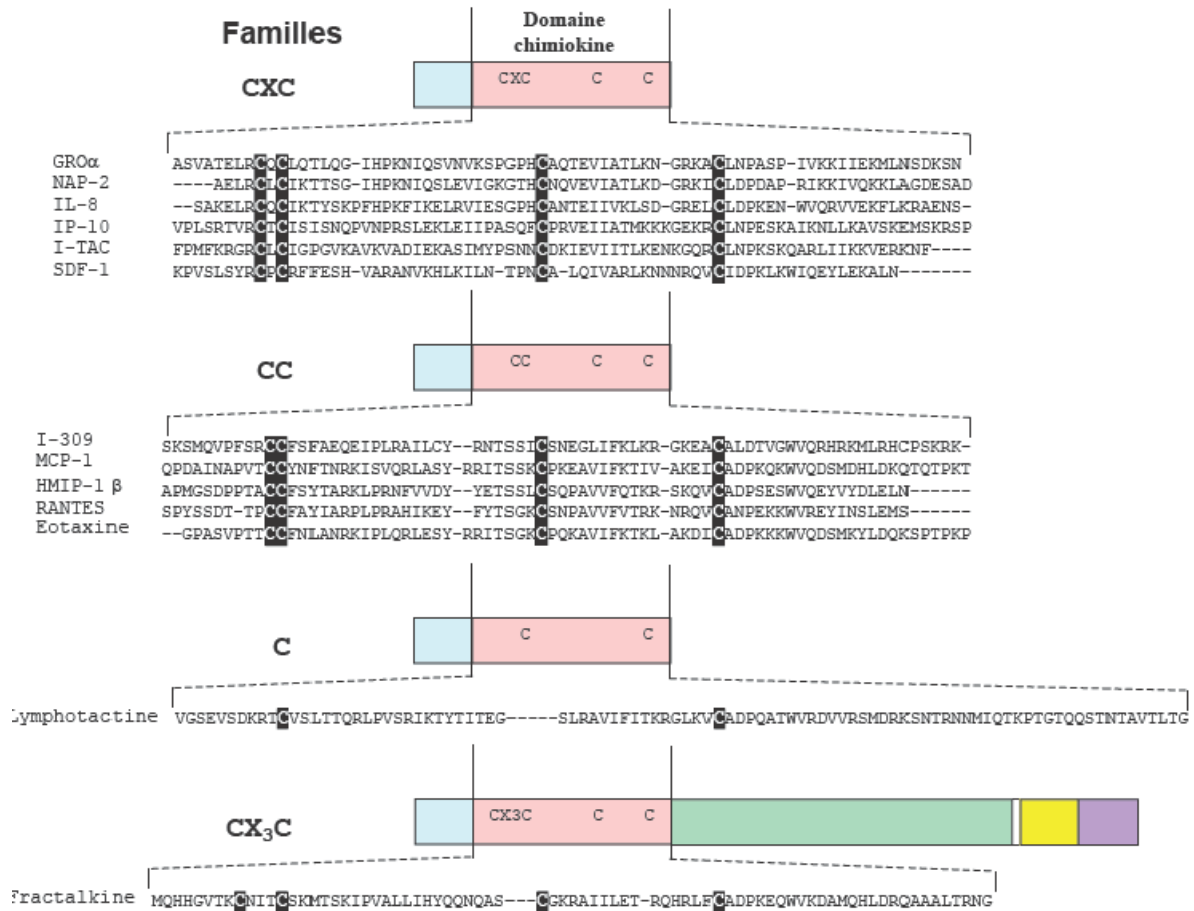 Familles
Domaine
chimiokine
CXC
CXC C C
GROα ASVATELRCQCLQTLQG-IHPKNIQSVNVKSPGPHCAQTEVIATLKN-GRKACLNPASP-IVKKIIEKMLNSDKSN
NAP-2 ----AELRCLCIKTTSG-IHPKNIQSLEVIGKGTHCNQVEVIATLKD-GRKICLDPDAP-RIKKIVQKKLAGDESAD
IL-8 --SAKELRCQCIKTYSKPFHPKFIKELRVIESGPHCANTEIIVKLSD-GRELCLDPKEN-WVQRVVEKFLKRAENS-
IP-10 VPLSRTVRCTCISISNQPVNPRSLEKLEIIPASQFCPRVEIIATMKKKGEKRCLNPESKAIKNLLKAVSKEMSKRSP
I-TAC FPMFKRGRCLCIGPGVKAVKVADIEKASIMYPSNNCDKIEVIITLKENKGQRCLNPKSKQARLIIKKVERKNF----
SDF-1 KPVSLSYRCPCRFFESH-VARANVKHLKILN-TPNCA-LQIVARLKNNNRQVCIDPKLKWIQEYLEKALN-------
CC
CC C C
I-309 SKSMQVPFSRCCFSFAEQEIPLRAILCY--RNTSSICSNEGLIFKLKR-GKEACALDTVGWVQRHRKMLRHCPSKRK-
MCP-1 QPDAINAPVTCCYNFTNRKISVQRLASY--RRITSSKCPKEAVIFKTIV-AKEICADPKQKWVQDSMDHLDKQTQTPKT
HMIP-1 β APMGSDPPTACCFSYTARKLPRNFVVDY--YETSSLCSQPAVVFQTKR-SKQVCADPSESWVQEYVYDLELN------
RANTES SPYSSDT-TPCCFAYIARPLPRAHIKEY--FYTSGKCSNPAVVFVTRK-NRQVCANPEKKWVREYINSLEMS------
Eotaxine --GPASVPTTCCFNLANRKIPLQRLESY-RRITSGKCPQKAVIFKTKL-AKDICADPKKKWVQDSMKYLDQKSPTPKP
C
C C
Lymphotactine VGSEVSDKRTCVSLTTQRLPVSRIKTYTITEG-----SLRAVIFITKRGLKVCADPQATWVRDVVRSMDRKSNTRNNMIQTKPTGTQQSTNTAVTLTG
CX3C
CX3C C C
Fractalkine MQHHGVTKCNITCSKMTSKIPVALLIHYQQNQAS---CGKRAIILET-RQHRLFCADPKEQWVKDAMQHLDRQAAALTRNG